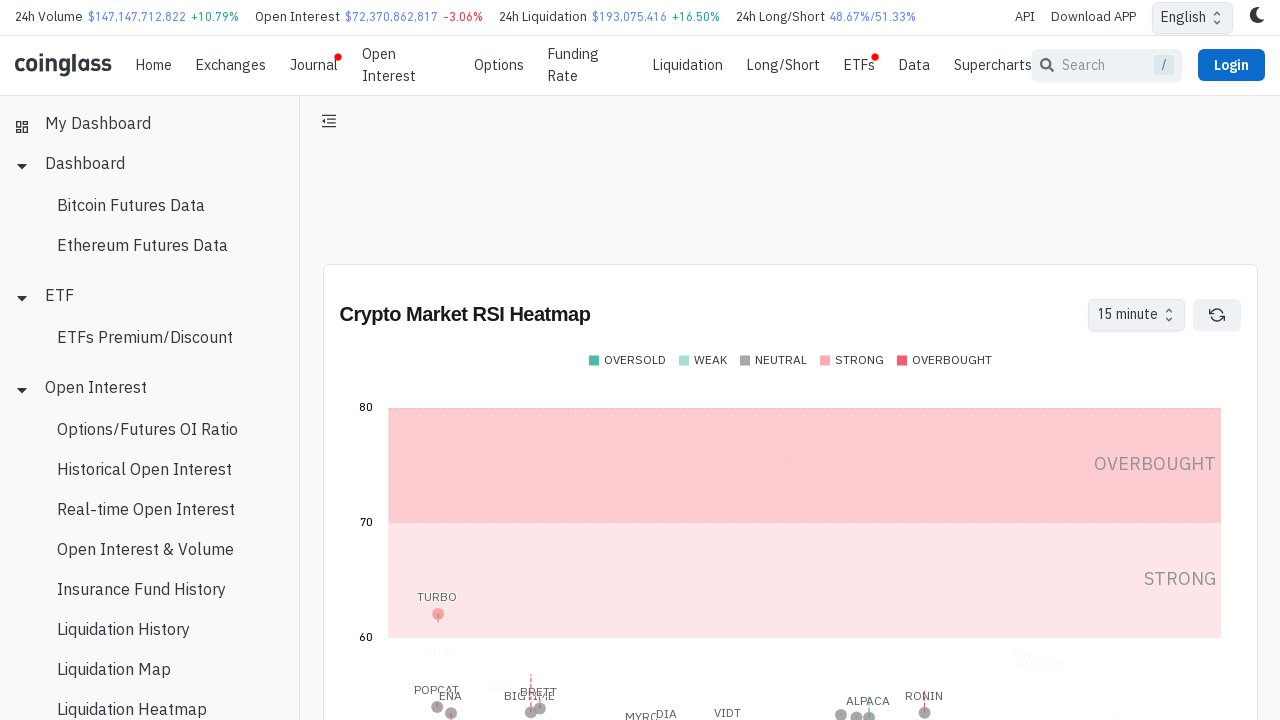 24h Volume $147,147,712,822 +10.79% Open Interest $72,370,862,817 -3.06% 24h Liquidation $193,075,416 +16.50% 24h Long/Short 48.67%/51.33% API Download APP English
coinglass Home Exchanges Journal Open Interest Options Funding Rate Liquidation Long/Short ETFs Data Supercharts Search / Login
My Dashboard
Dashboard
Bitcoin Futures Data
Ethereum Futures Data
ETF
ETFs Premium/Discount
Open Interest
Options/Futures OI Ratio
Historical Open Interest
Real-time Open Interest
Open Interest & Volume
Insurance Fund History
Liquidation History
Liquidation Map
Liquidation Heatmap
Crypto Market RSI Heatmap 15 minute
OVERSOLD WEAK NEUTRAL STRONG OVERBOUGHT
80
OVERBOUGHT
70
STRONG
TURBO
60
POPCAT ENA BIGTIME BRETT ALPACA RONIN
MYRO DIA VIDT